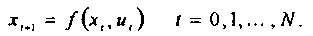 x_{t+1} = f(x_t, u_t)    t = 0, 1, ..., N.